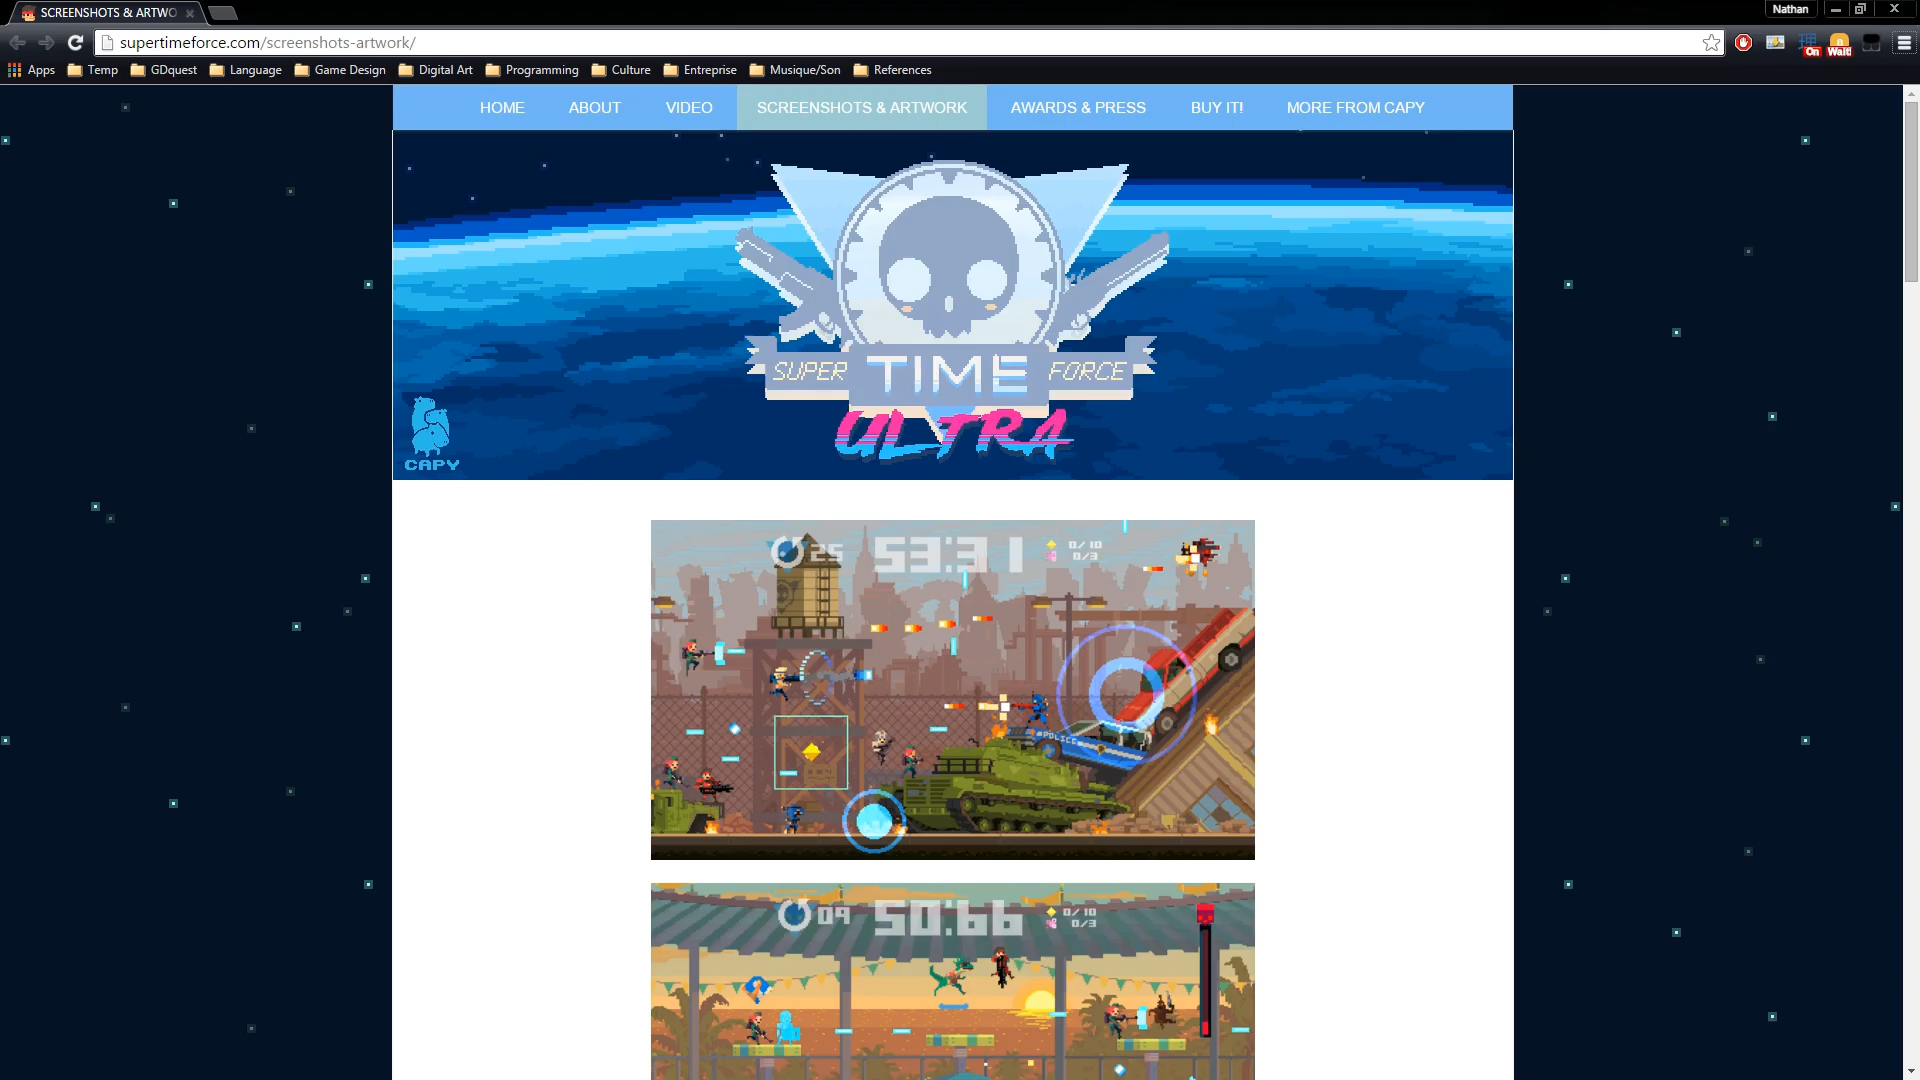 SCREENSHOTS & ARTWO
Nathan
supertimeforce.com/screenshots-artwork/
On
Wait
Apps Temp GDquest Language Game Design Digital Art Programming Culture Entreprise Musique/Son References
HOME ABOUT VIDEO SCREENSHOTS & ARTWORK AWARDS & PRESS BUY IT! MORE FROM CAPY
SUPER TIME FORCE
ULTRA
CAPY
25 53:31 0/10
0/3
POLICE
09 50:66 0/10
0/3